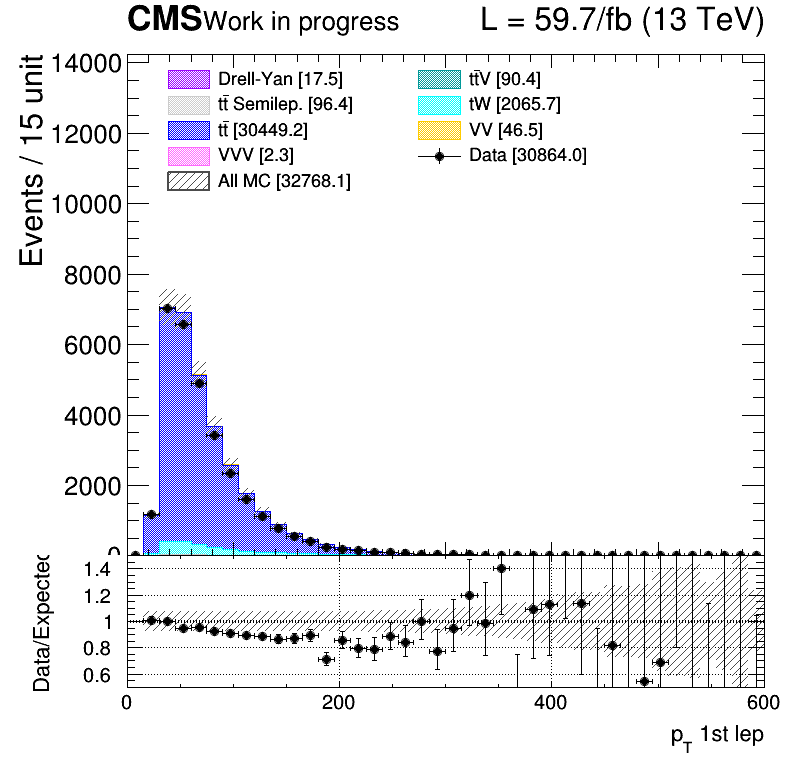 CMS Work in progress L = 59.7/fb (13 TeV)
Events / 15 unit
14000
12000
10000
8000
6000
4000
2000
0
Drell-Yan [17.5]
tt̄ Semilep. [96.4]
tt̄ [30449.2]
VVV [2.3]
All MC [32768.1]
tt̄V [90.4]
tW [2065.7]
VV [46.5]
Data [30864.0]
Data/Expected
1.4
1.2
1
0.8
0.6
0 200 400 600
p_T 1st lep